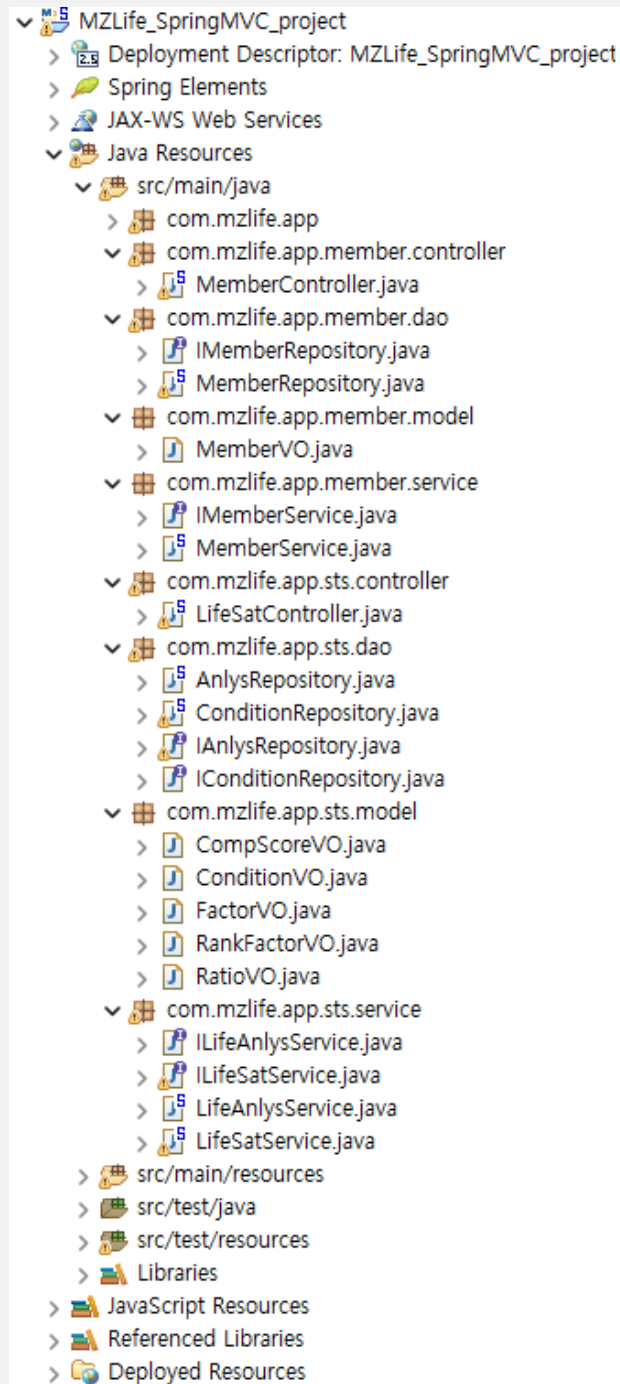 MZLife_SpringMVC_project
Deployment Descriptor: MZLife_SpringMVC_project
Spring Elements
JAX-WS Web Services
Java Resources
src/main/java
com.mzlife.app
com.mzlife.app.member.controller
MemberController.java
com.mzlife.app.member.dao
IMemberRepository.java
MemberRepository.java
com.mzlife.app.member.model
MemberVO.java
com.mzlife.app.member.service
IMemberService.java
MemberService.java
com.mzlife.app.sts.controller
LifeSatController.java
com.mzlife.app.sts.dao
AnlysRepository.java
ConditionRepository.java
IAnlysRepository.java
IConditionRepository.java
com.mzlife.app.sts.model
CompScoreVO.java
ConditionVO.java
FactorVO.java
RankFactorVO.java
RatioVO.java
com.mzlife.app.sts.service
ILifeAnlysService.java
ILifeSatService.java
LifeAnlysService.java
LifeSatService.java
src/main/resources
src/test/java
src/test/resources
Libraries
JavaScript Resources
Referenced Libraries
Deployed Resources